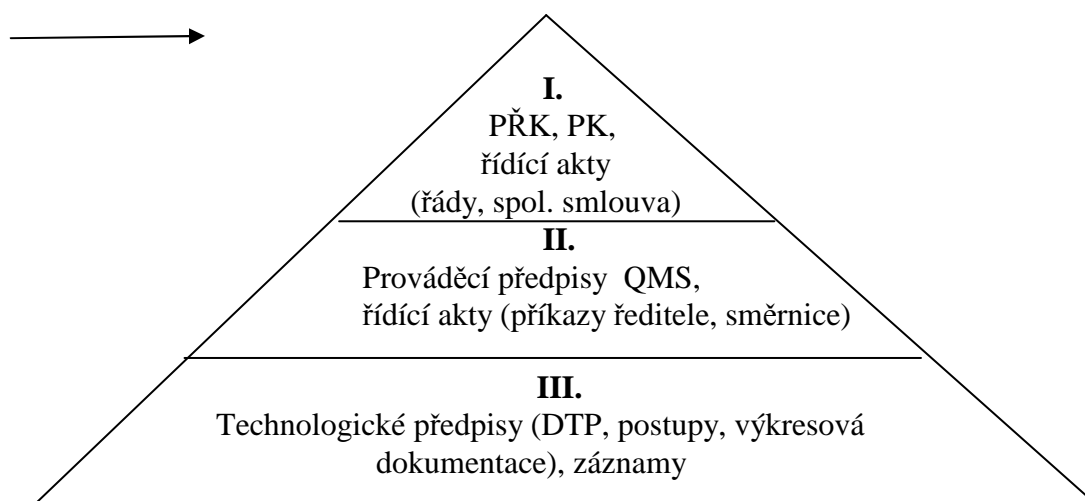 I.
PŘK, PK,
řídící akty
(řády, spol. smlouva)
II.
Prováděcí předpisy  QMS,
řídící akty (příkazy ředitele, směrnice)
III.
Technologické předpisy (DTP, postupy, výkresová
dokumentace), záznamy